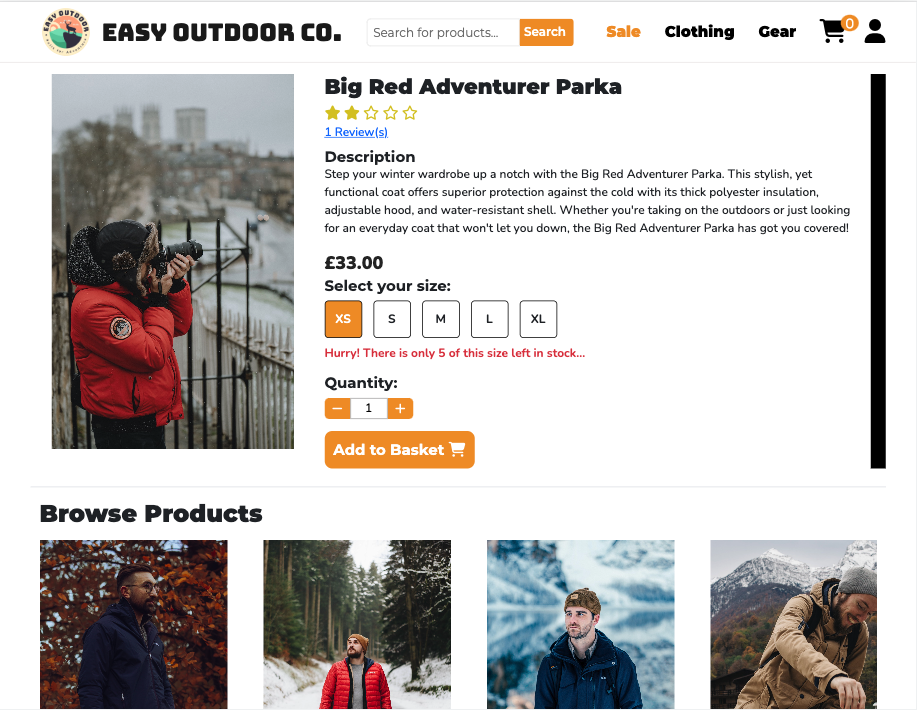 EASY OUTDOOR
EASY OUTDOOR CO.
Search for products...
Search
Sale
Clothing
Gear
0
Big Red Adventurer Parka
1 Review(s)
Description
Step your winter wardrobe up a notch with the Big Red Adventurer Parka. This stylish, yet
functional coat offers superior protection against the cold with its thick polyester insulation,
adjustable hood, and water-resistant shell. Whether you're taking on the outdoors or just looking
for an everyday coat that won't let you down, the Big Red Adventurer Parka has got you covered!
£33.00
Select your size:
XS
S
M
L
XL
Hurry! There is only 5 of this size left in stock...
Quantity:
− 1 +
Add to Basket
Browse Products